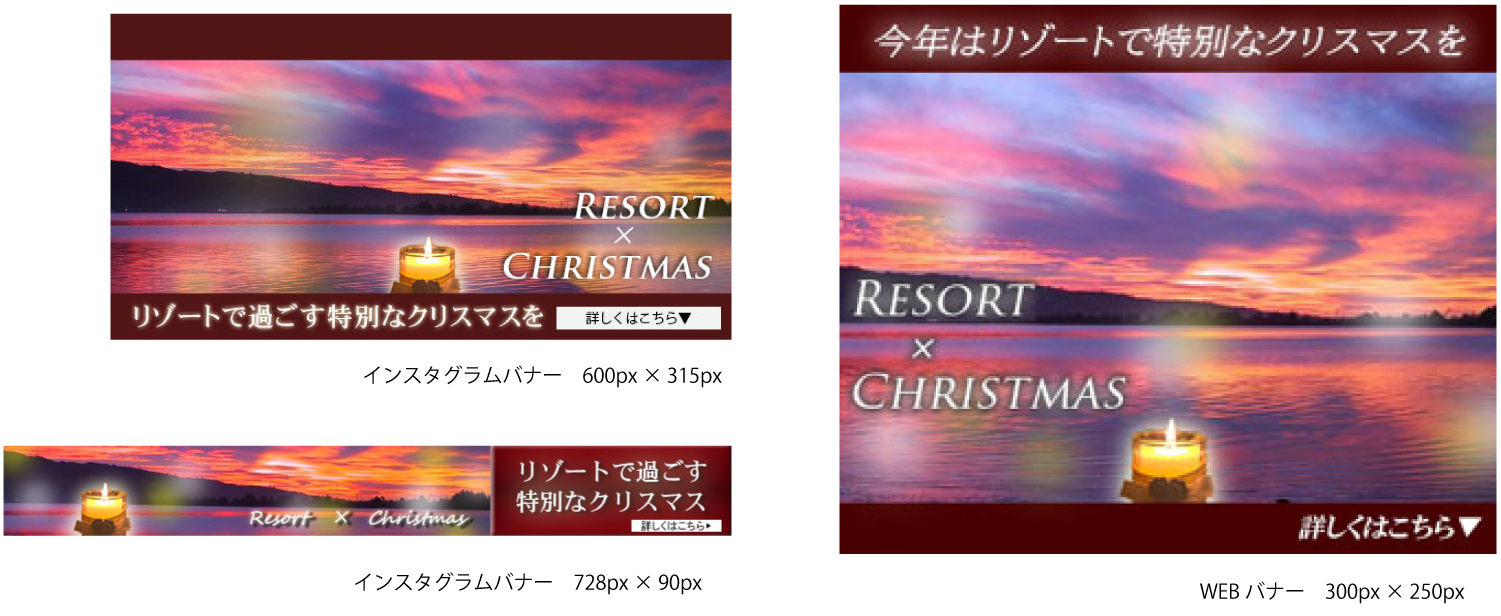 RESORT
×
CHRISTMAS
リゾートで過ごす特別なクリスマスを
詳しくはこちら▼
インスタグラムバナー　600px × 315px
Resort × Christmas
リゾートで過ごす
特別なクリスマス
詳しくはこちら▶
インスタグラムバナー　728px × 90px
今年はリゾートで特別なクリスマスを
RESORT
×
CHRISTMAS
詳しくはこちら▼
WEBバナー　300px × 250px